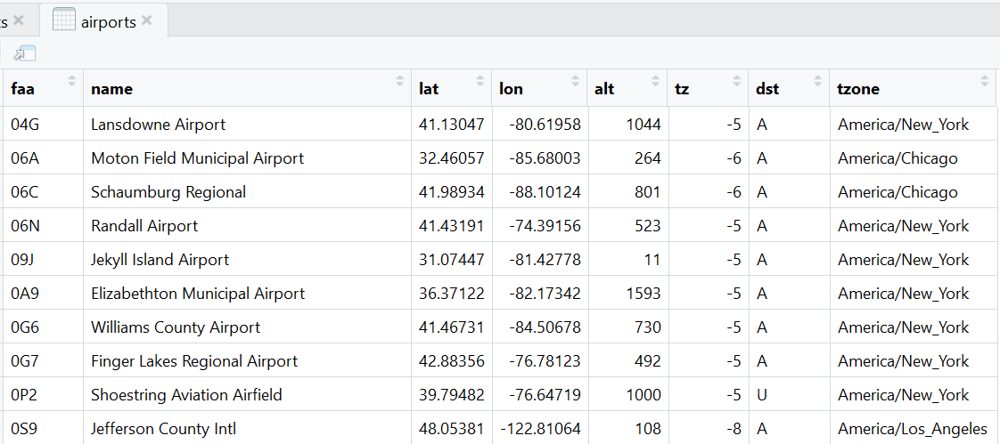 s airports
faa name lat lon alt tz dst tzone
04G Lansdowne Airport 41.13047 -80.61958 1044 -5 A America/New_York
06A Moton Field Municipal Airport 32.46057 -85.68003 264 -6 A America/Chicago
06C Schaumburg Regional 41.98934 -88.10124 801 -6 A America/Chicago
06N Randall Airport 41.43191 -74.39156 523 -5 A America/New_York
09J Jekyll Island Airport 31.07447 -81.42778 11 -5 A America/New_York
0A9 Elizabethton Municipal Airport 36.37122 -82.17342 1593 -5 A America/New_York
0G6 Williams County Airport 41.46731 -84.50678 730 -5 A America/New_York
0G7 Finger Lakes Regional Airport 42.88356 -76.78123 492 -5 A America/New_York
0P2 Shoestring Aviation Airfield 39.79482 -76.64719 1000 -5 U America/New_York
0S9 Jefferson County Intl 48.05381 -122.81064 108 -8 A America/Los_Angeles